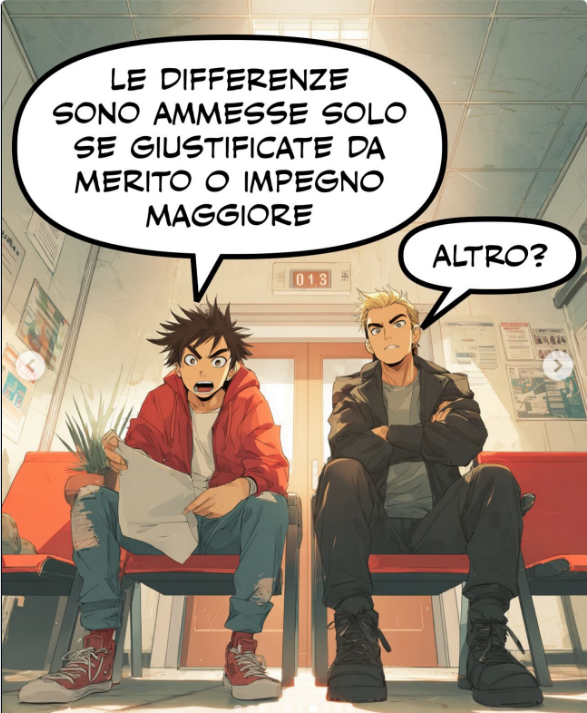 LE DIFFERENZE
SONO AMMESSE SOLO
SE GIUSTIFICATE DA
MERITO O IMPEGNO
MAGGIORE
ALTRO?
013